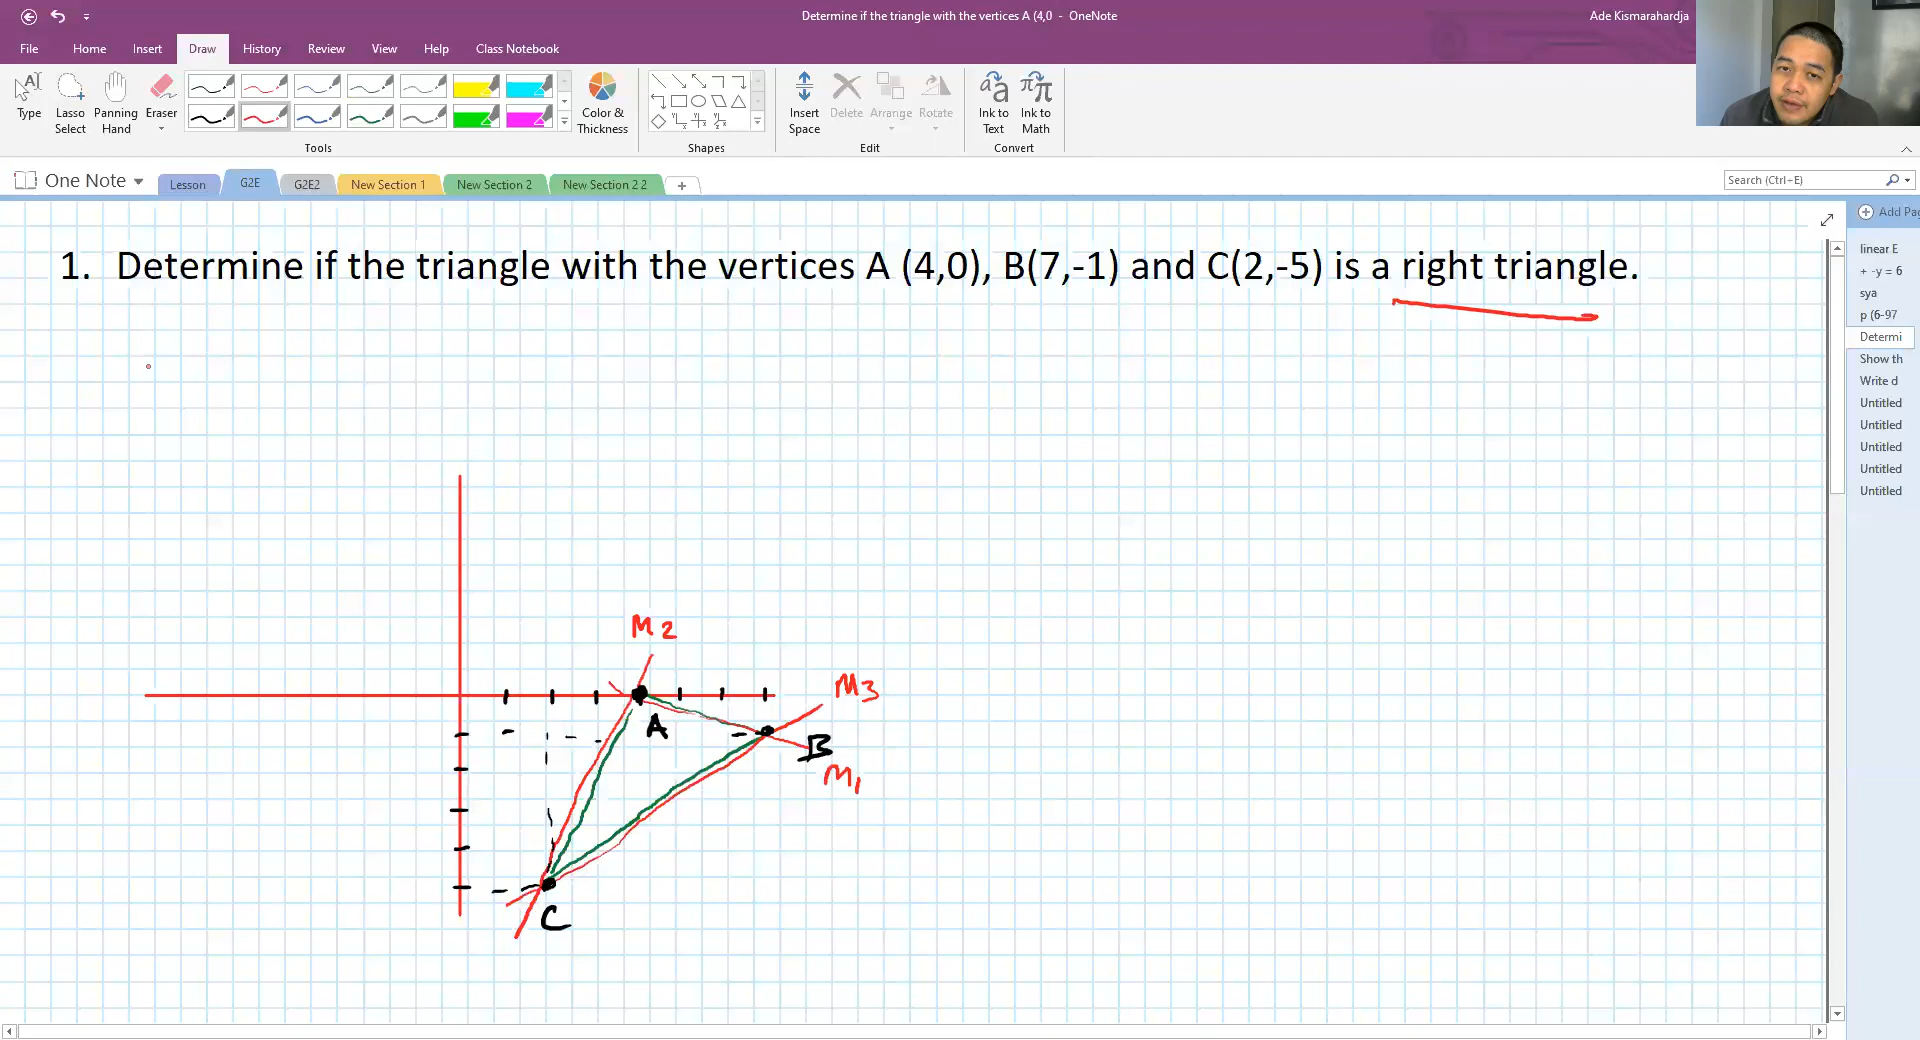 Determine if the triangle with the vertices A (4,0 - OneNote
Ade Kismarahardja
File Home Insert Draw History Review View Help Class Notebook
Type
Lasso Select
Panning Hand
Eraser
Color & Thickness
Insert Space
Delete
Arrange
Rotate
Ink to Text
Ink to Math
Tools Shapes Edit Convert
One Note
Lesson G2E G2E2 New Section 1 New Section 2 New Section 2 2
Search (Ctrl+E)
Add Pag
linear E
+ -y = 6
sya
p (6-97
Determi
Show th
Write d
Untitled
Untitled
Untitled
Untitled
Untitled
1. Determine if the triangle with the vertices A (4,0), B(7,-1) and C(2,-5) is a right triangle.
M2
M3
A
B
M1
C